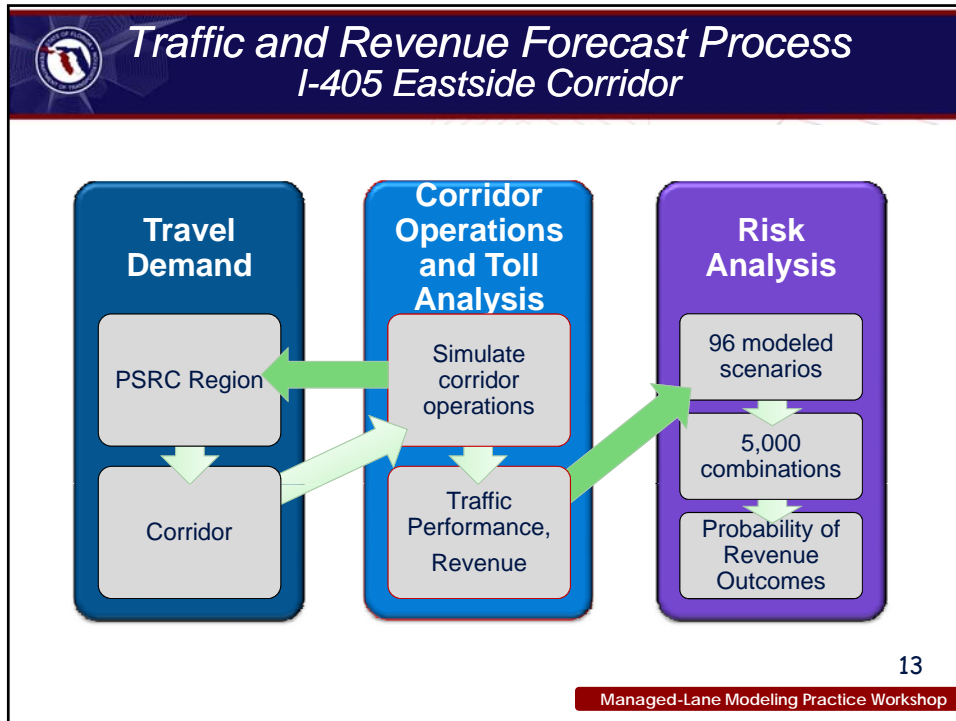 Traffic and Revenue Forecast Process
I-405 Eastside Corridor
Travel
Demand
PSRC Region
Corridor
Corridor
Operations
and Toll
Analysis
Simulate
corridor
operations
Traffic
Performance,
Revenue
Risk
Analysis
96 modeled
scenarios
5,000
combinations
Probability of
Revenue
Outcomes
13
Managed-Lane Modeling Practice Workshop